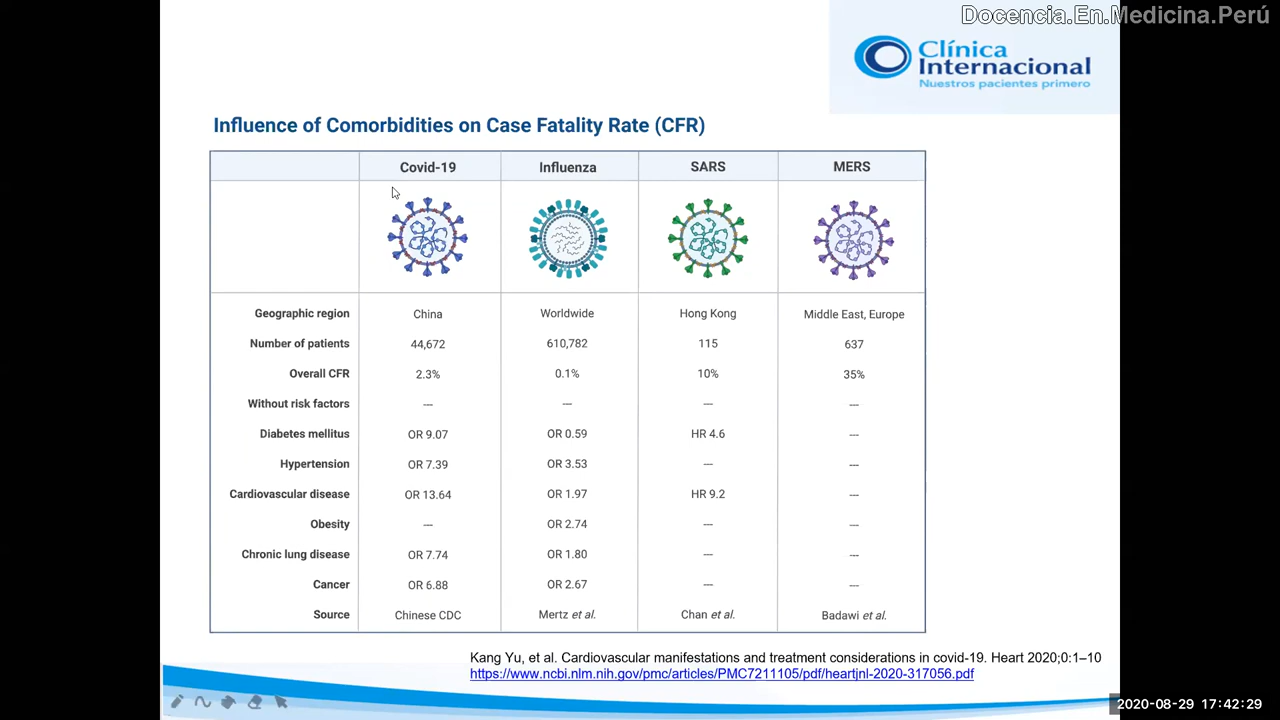 Docencia.En.Medicina.Perú
Clínica
Internacional
Nuestros pacientes primero
Influence of Comorbidities on Case Fatality Rate (CFR)
Covid-19 Influenza SARS MERS
Geographic region China Worldwide Hong Kong Middle East, Europe
Number of patients 44,672 610,782 115 637
Overall CFR 2.3% 0.1% 10% 35%
Without risk factors --- --- --- ---
Diabetes mellitus OR 9.07 OR 0.59 HR 4.6 ---
Hypertension OR 7.39 OR 3.53 --- ---
Cardiovascular disease OR 13.64 OR 1.97 HR 9.2 ---
Obesity --- OR 2.74 --- ---
Chronic lung disease OR 7.74 OR 1.80 --- ---
Cancer OR 6.88 OR 2.67 --- ---
Source Chinese CDC Mertz et al. Chan et al. Badawi et al.
Kang Yu, et al. Cardiovascular manifestations and treatment considerations in covid-19. Heart 2020;0:1–10
https://www.ncbi.nlm.nih.gov/pmc/articles/PMC7211105/pdf/heartjnl-2020-317056.pdf
2020-08-29 17:42:29